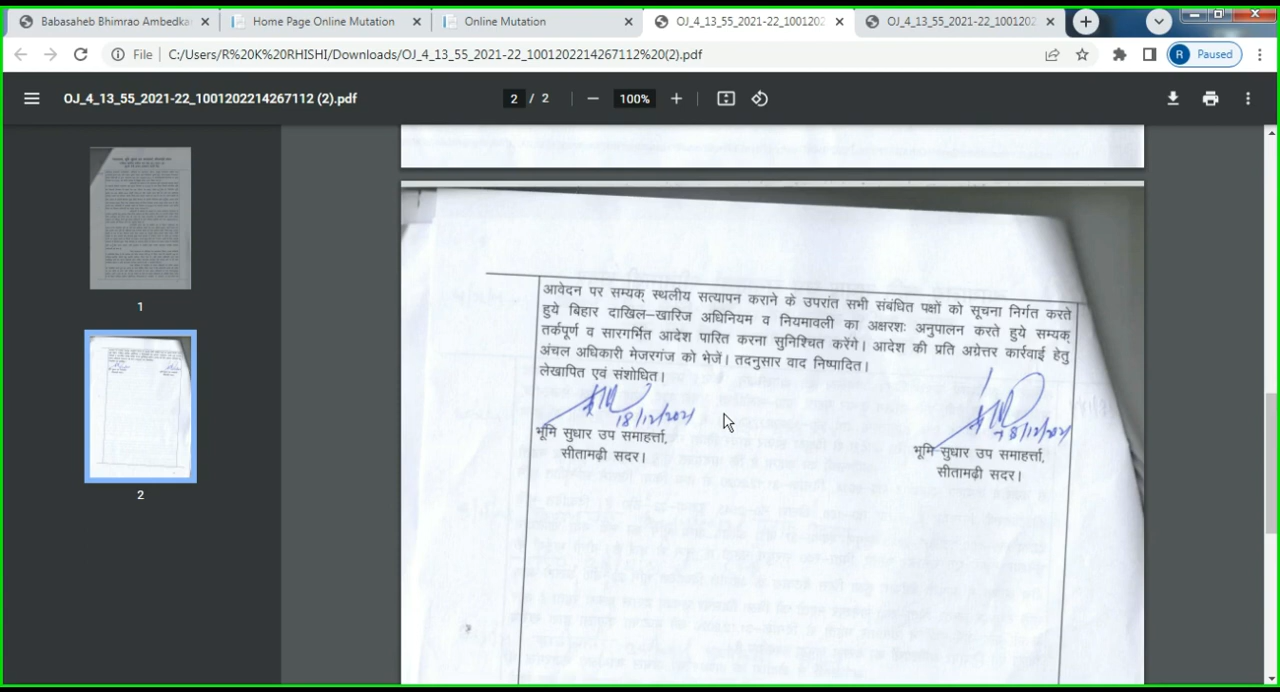 Babasaheb Bhimrao Ambedka
Home Page Online Mutation
Online Mutation
OJ_4_13_55_2021-22_1001202
OJ_4_13_55_2021-22_1001202
File
C:/Users/R%20K%20RHISHI/Downloads/OJ_4_13_55_2021-22_1001202214267112%20(2).pdf
R Paused
OJ_4_13_55_2021-22_1001202214267112 (2).pdf
2 / 2
100%
1
2
आवेदन पर सम्यक् स्थलीय सत्यापन कराने के उपरांत सभी संबंधित पक्षों को सूचना निर्गत करते
हुये बिहार दाखिल–खारिज अधिनियम व नियमावली का अक्षरशः अनुपालन करते हुये सम्यक्
तर्कपूर्ण व सारगर्भित आदेश पारित करना सुनिश्चित करेंगे। आदेश की प्रति अग्रेत्तर कार्रवाई हेतु
अंचल अधिकारी मेजरगंज को भेजें। तदनुसार वाद निष्पादित।
लेखापित एवं संशोधित।
18/12/2021
18/12/2021
भूमि सुधार उप समाहर्त्ता,
सीतामढ़ी सदर।
भूमि सुधार उप समाहर्त्ता,
सीतामढ़ी सदर।